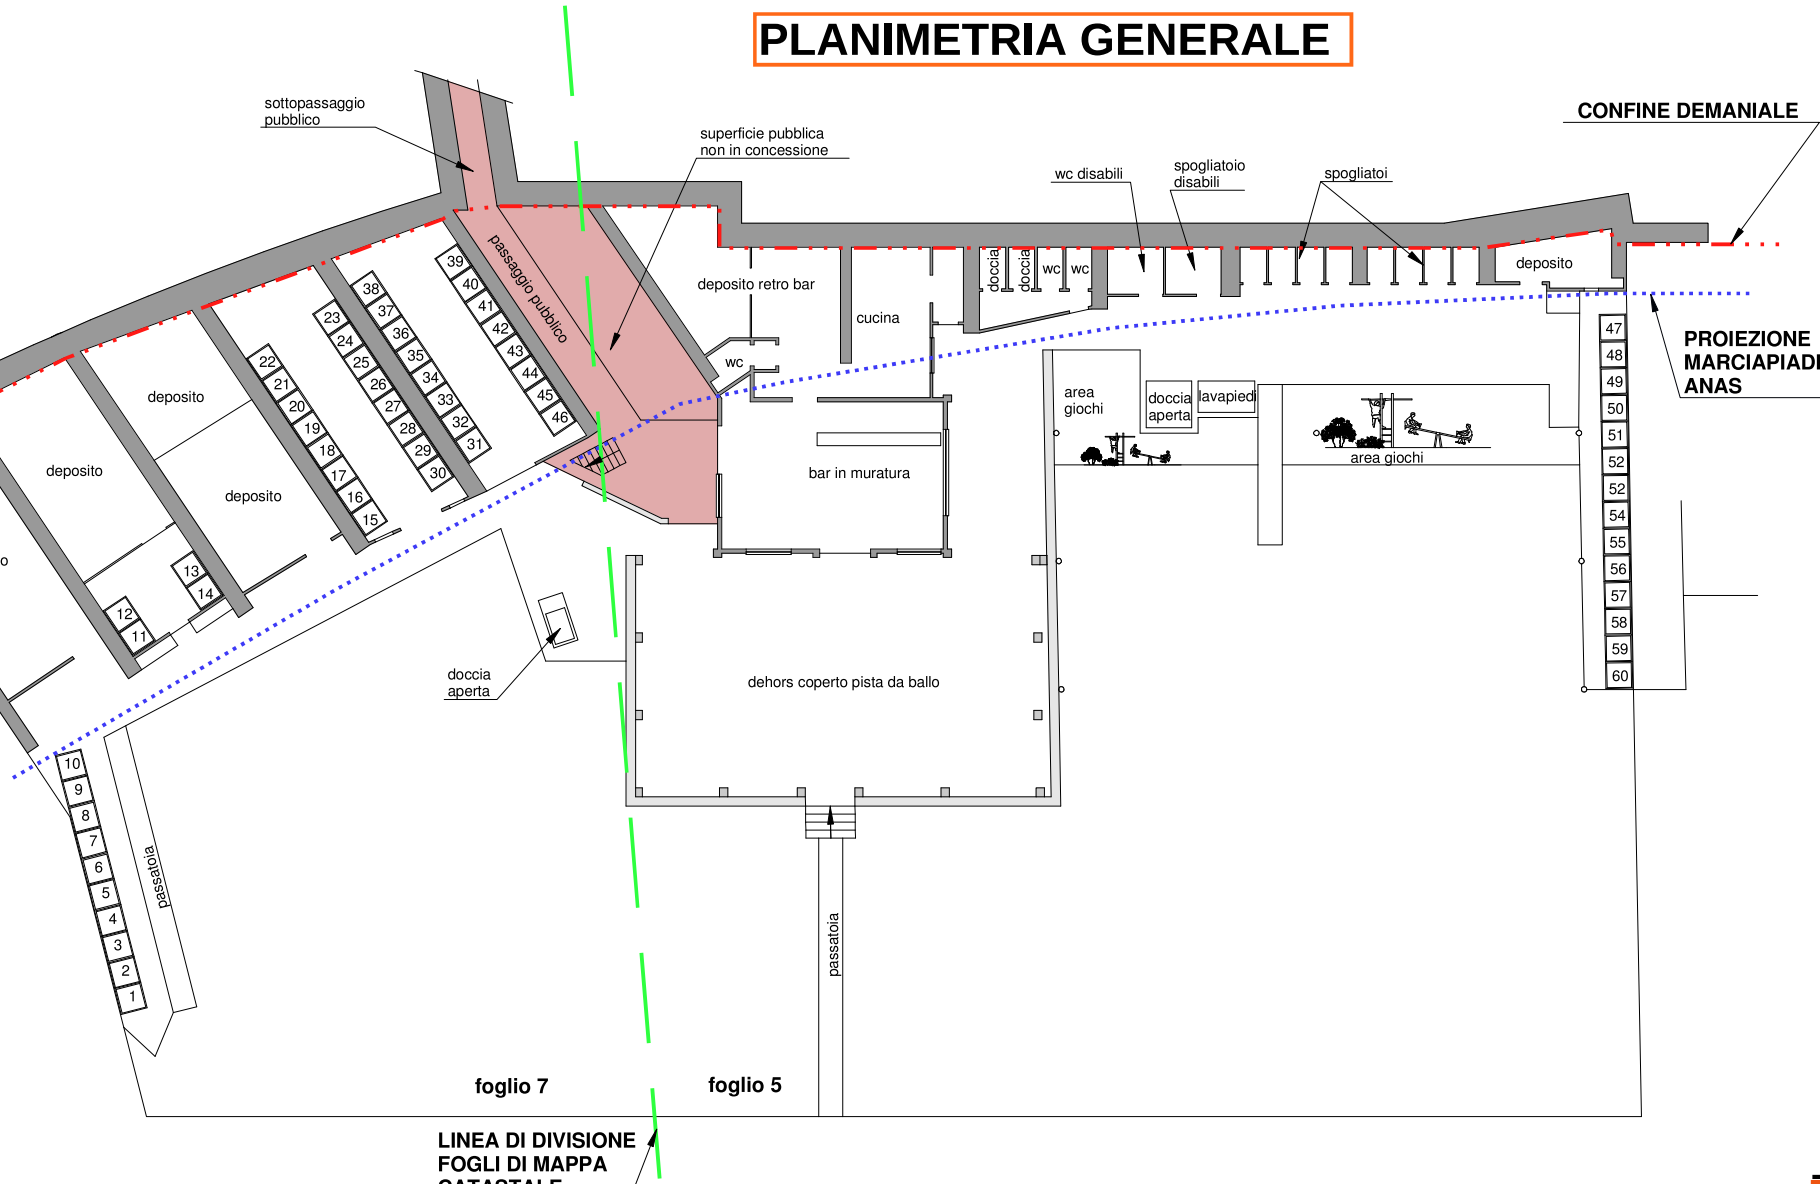 PLANIMETRIA GENERALE
sottopassaggio
pubblico
superficie pubblica
non in concessione
CONFINE DEMANIALE
wc disabili
spogliatoio
disabili
spogliatoi
passaggio pubblico
deposito retro bar
cucina
wc
doccia
doccia
wc
wc
deposito
PROIEZIONE
MARCIAPIADE
ANAS
39
40
41
42
43
44
45
46
38
37
36
35
34
33
32
31
23
24
25
26
27
28
29
30
22
21
20
19
18
17
16
15
deposito
deposito
deposito
o
13
14
12
11
47
48
49
50
51
52
52
54
55
56
57
58
59
60
area
giochi
doccia
aperta
lavapiedi
area giochi
bar in muratura
dehors coperto pista da ballo
doccia
aperta
10
9
8
7
6
5
4
3
2
1
passatoia
passatoia
foglio 7
foglio 5
LINEA DI DIVISIONE
FOGLI DI MAPPA
CATASTALE